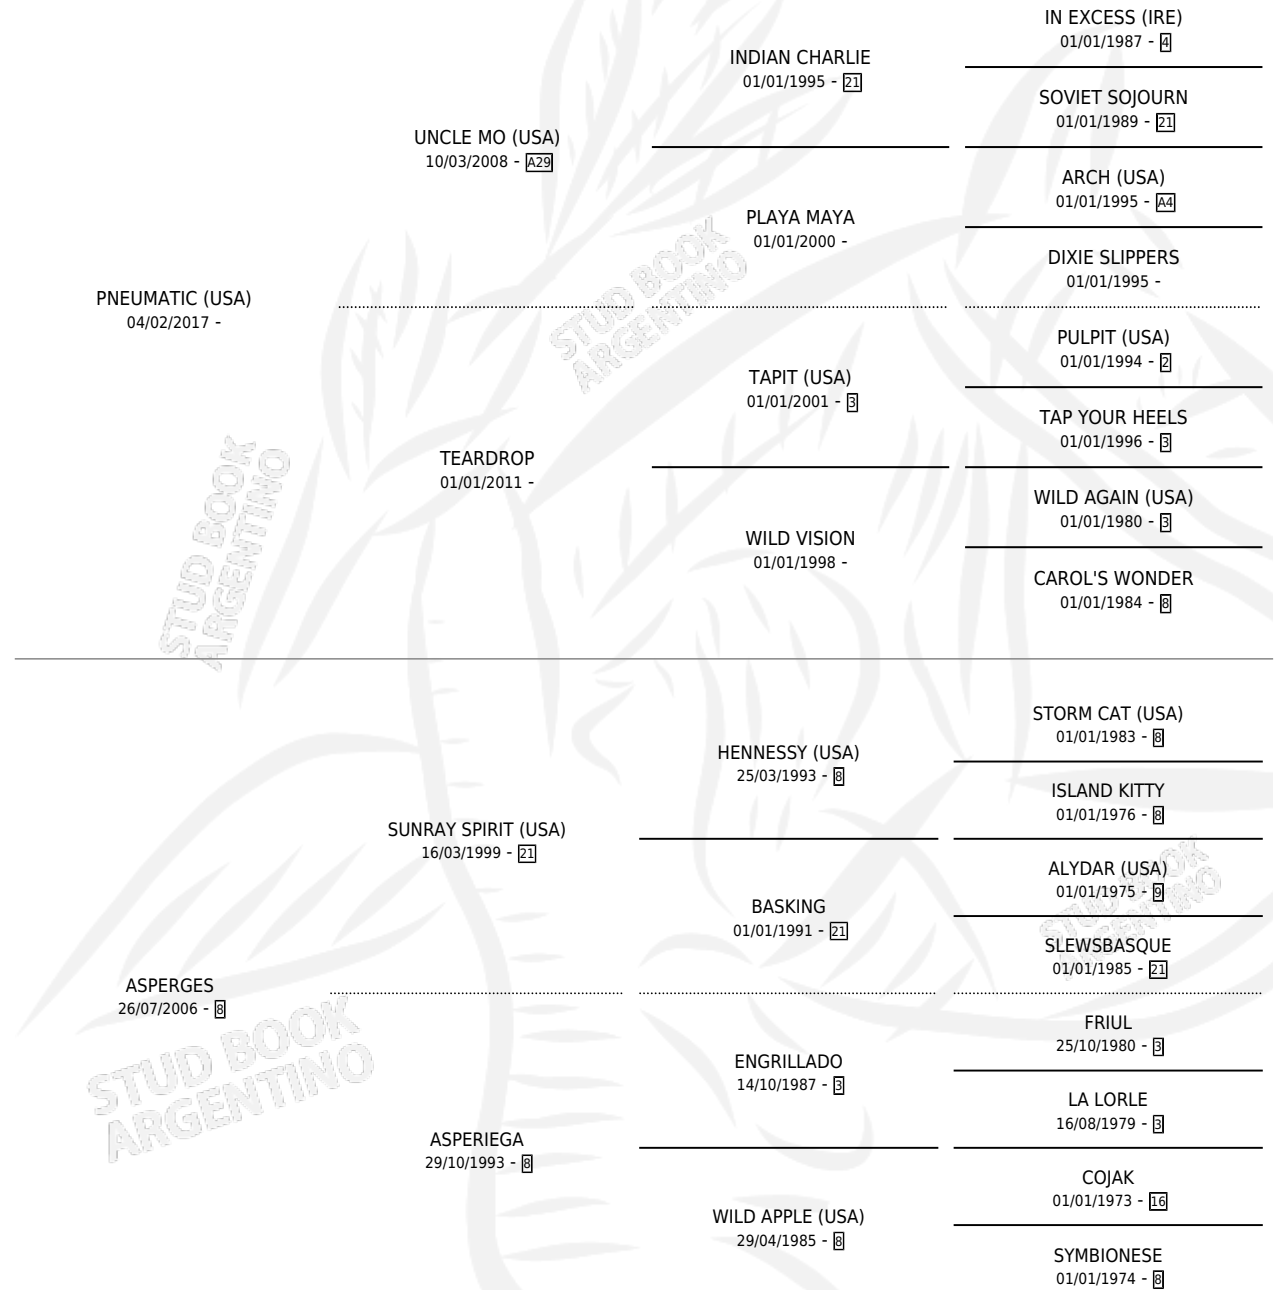 IN EXCESS (IRE)
01/01/1987 - 4
INDIAN CHARLIE
01/01/1995 - 21
SOVIET SOJOURN
01/01/1989 - 21
UNCLE MO (USA)
10/03/2008 - A29
ARCH (USA)
01/01/1995 - A4
PLAYA MAYA
01/01/2000 -
DIXIE SLIPPERS
01/01/1995 -
PNEUMATIC (USA)
04/02/2017 -
PULPIT (USA)
01/01/1994 - 2
TAPIT (USA)
01/01/2001 - 3
TAP YOUR HEELS
01/01/1996 - 3
TEARDROP
01/01/2011 -
WILD AGAIN (USA)
01/01/1980 - 3
WILD VISION
01/01/1998 -
CAROL'S WONDER
01/01/1984 - 8
STORM CAT (USA)
01/01/1983 - 8
HENNESSY (USA)
25/03/1993 - 8
ISLAND KITTY
01/01/1976 - 8
SUNRAY SPIRIT (USA)
16/03/1999 - 21
ALYDAR (USA)
01/01/1975 - 9
BASKING
01/01/1991 - 21
SLEWSBASQUE
01/01/1985 - 21
ASPERGES
26/07/2006 - 8
FRIUL
25/10/1980 - 3
ENGRILLADO
14/10/1987 - 3
LA LORLE
16/08/1979 - 3
ASPERIEGA
29/10/1993 - 8
COJAK
01/01/1973 - 16
WILD APPLE (USA)
29/04/1985 - 8
SYMBIONESE
01/01/1974 - 8
STUD BOOK
ARGENTINO
STUD BOOK
ARGENTINO
STUD BOOK
ARGENTINO
STUD BOOK
ARGENTINO